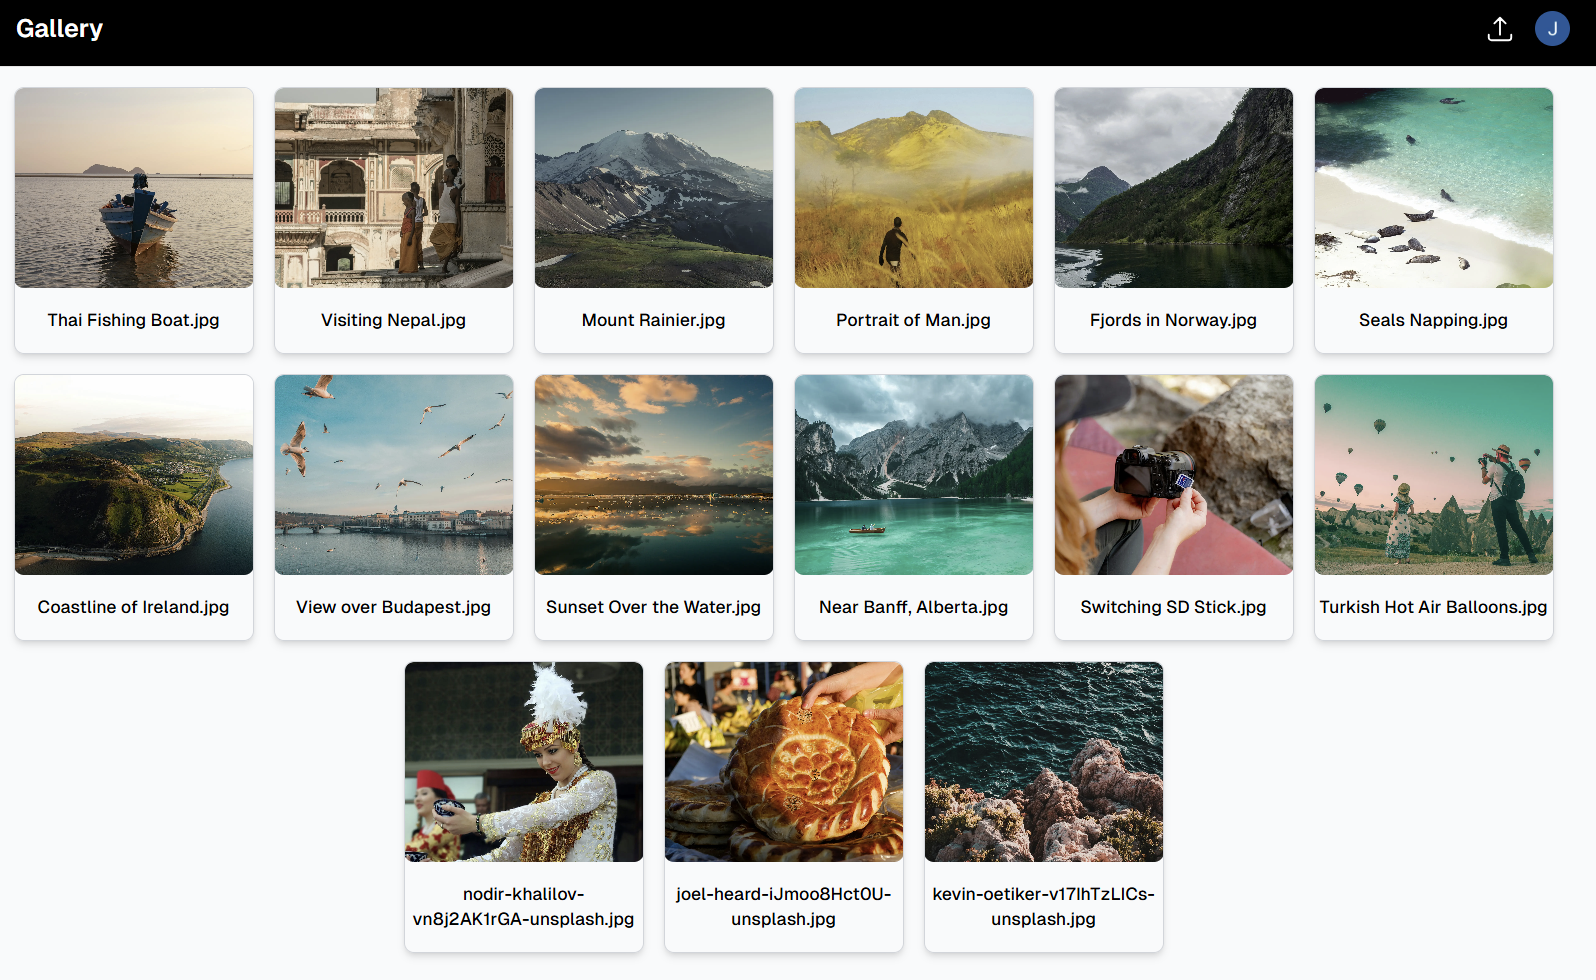 Gallery
J
Thai Fishing Boat.jpg
Visiting Nepal.jpg
Mount Rainier.jpg
Portrait of Man.jpg
Fjords in Norway.jpg
Seals Napping.jpg
Coastline of Ireland.jpg
View over Budapest.jpg
Sunset Over the Water.jpg
Near Banff, Alberta.jpg
Switching SD Stick.jpg
Turkish Hot Air Balloons.jpg
nodir-khalilov-
vn8j2AK1rGA-unsplash.jpg
joel-heard-iJmoo8Hct0U-
unsplash.jpg
kevin-oetiker-v17IhTzLICs-
unsplash.jpg